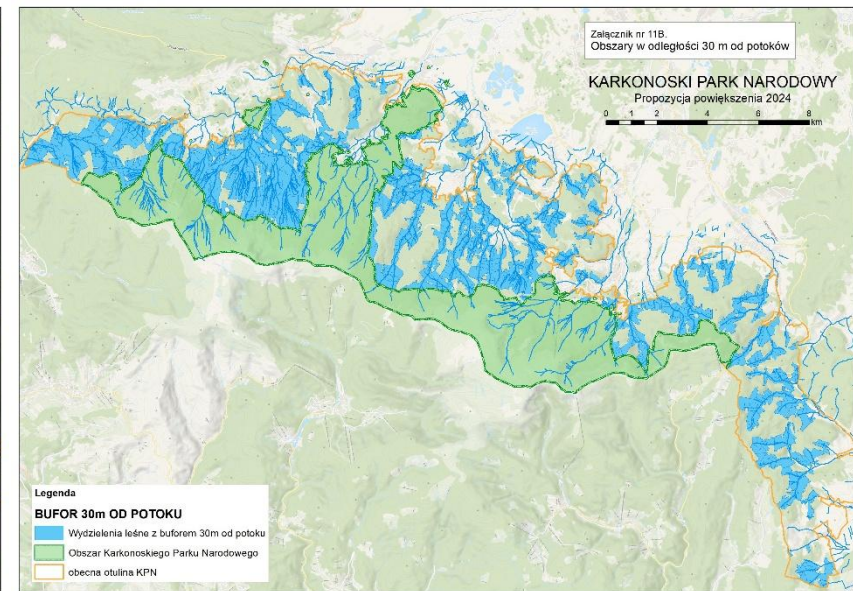 Załącznik nr 11B.
Obszary w odległości 30 m od potoków
KARKONOSKI PARK NARODOWY
Propozycja powiększenia 2024
0 1 2 4 6 8
km
Legenda
BUFOR 30m OD POTOKU
Wydzielenia leśne z buforem 30m od potoku
Obszar Karkonoskiego Parku Narodowego
obecna otulina KPN